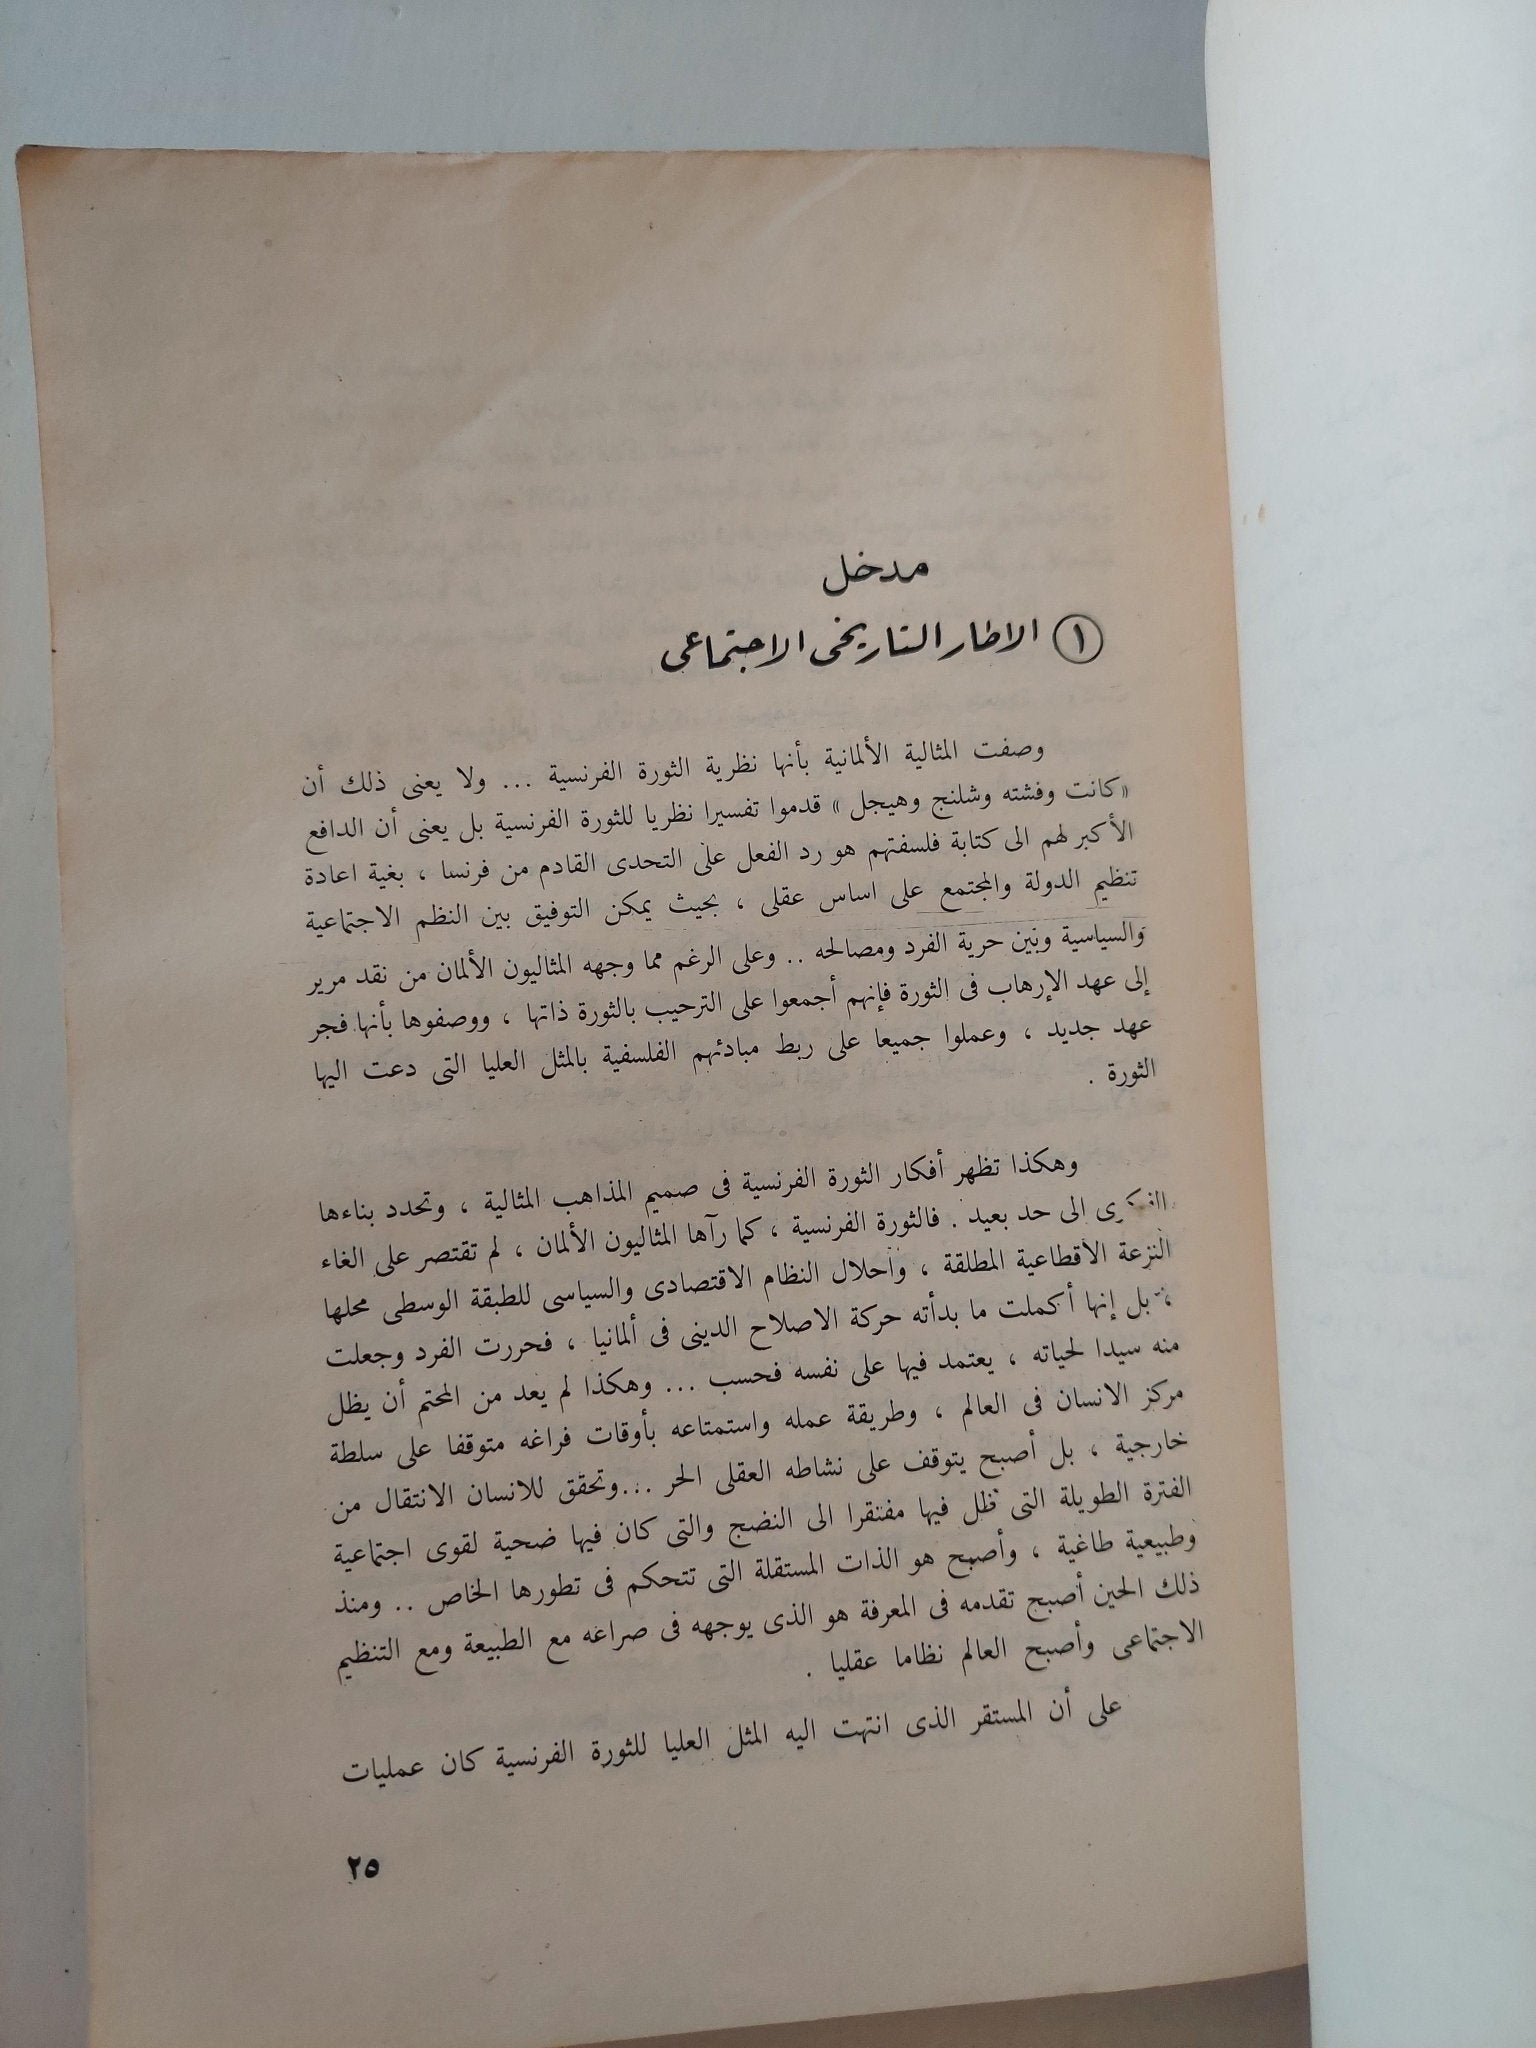 مدخل
١ الاطار التاريخى الاجتماعى
وصفت المثالية الألمانية بأنها نظرية الثورة الفرنسية ... ولا يعنى ذلك أن
«كانت وفشته وشلنج وهيجل » قدموا تفسيرا نظريا للثورة الفرنسية بل يعنى أن الدافع
الأكبر لهم الى كتابة فلسفتهم هو رد الفعل على التحدى القادم من فرنسا ، بغية اعادة
تنظيم الدولة والمجتمع على اساس عقلى ، بحيث يمكن التوفيق بين النظم الاجتماعية
والسياسية وبين حرية الفرد ومصالحه .. وعلى الرغم مما وجهه المثاليون الألمان من نقد مرير
إلى عهد الإرهاب فى الثورة فإنهم أجمعوا على الترحيب بالثورة ذاتها ، ووصفوها بأنها فجر
عهد جديد ، وعملوا جميعا على ربط مبادئهم الفلسفية بالمثل العليا التى دعت اليها
الثورة .
وهكذا تظهر أفكار الثورة الفرنسية فى صميم المذاهب المثالية ، وتحدد بناءها
الى حد بعيد . فالثورة الفرنسية ، كما رآها المثاليون الألمان ، لم تقتصر على الغاء
النزعة الأقطاعية المطلقة ، وأحلال النظام الاقتصادى والسياسى للطبقة الوسطى محلها
، بل إنها أكملت ما بدأته حركة الاصلاح الدينى فى ألمانيا ، فحررت الفرد وجعلت
منه سيدا لحياته ، يعتمد فيها على نفسه فحسب ... وهكذا لم يعد من المحتم أن يظل
مركز الانسان فى العالم ، وطريقة عمله واستمتاعه بأوقات فراغه متوقفا على سلطة
خارجية ، بل أصبح يتوقف على نشاطه العقلى الحر ...وتحقق للانسان الانتقال من
الفترة الطويلة التى ظل فيها مفتقرا الى النضج والتى كان فيها ضحية لقوى اجتماعية
وطبيعية طاغية ، وأصبح هو الذات المستقلة التى تتحكم فى تطورها الخاص .. ومنذ
ذلك الحين أصبح تقدمه فى المعرفة هو الذى يوجهه فى صراعه مع الطبيعة ومع التنظيم
الاجتماعى وأصبح العالم نظاما عقليا .
على أن المستقر الذى انتهت اليه المثل العليا للثورة الفرنسية كان عمليات
٢٥